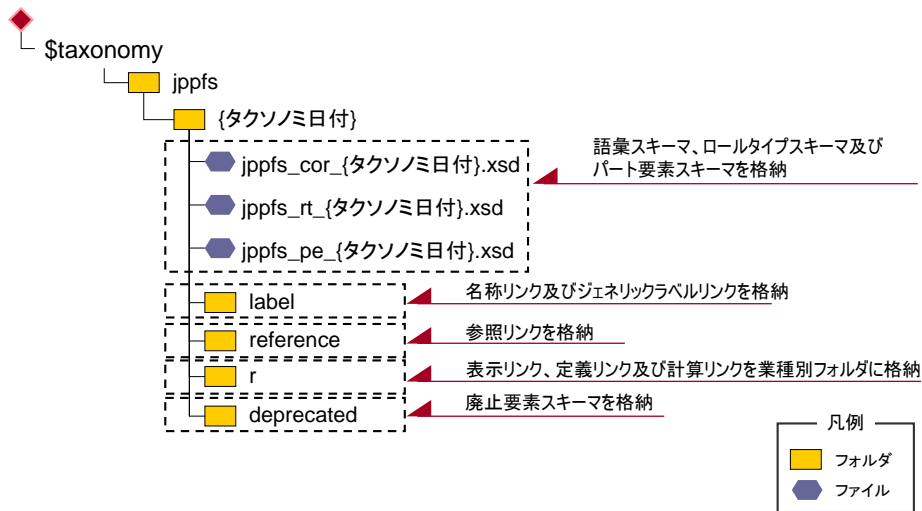 $taxonomy
jppfs
{タクソノミ日付}
jppfs_cor_{タクソノミ日付}.xsd
jppfs_rt_{タクソノミ日付}.xsd
jppfs_pe_{タクソノミ日付}.xsd
語彙スキーマ、ロールタイプスキーマ及び
パート要素スキーマを格納
label
名称リンク及びジェネリックラベルリンクを格納
reference
参照リンクを格納
r
表示リンク、定義リンク及び計算リンクを業種別フォルダに格納
deprecated
廃止要素スキーマを格納
凡例
フォルダ
ファイル